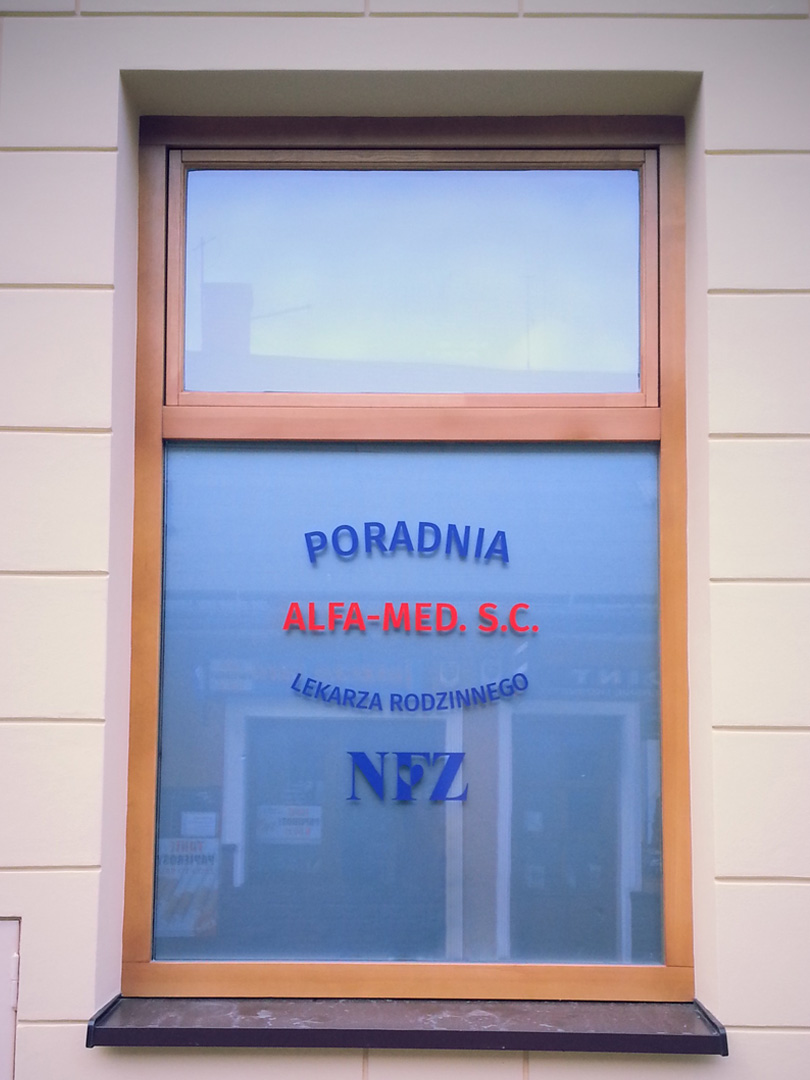 PORADNIA
ALFA-MED. S.C.
LEKARZA RODZINNEGO
NFZ